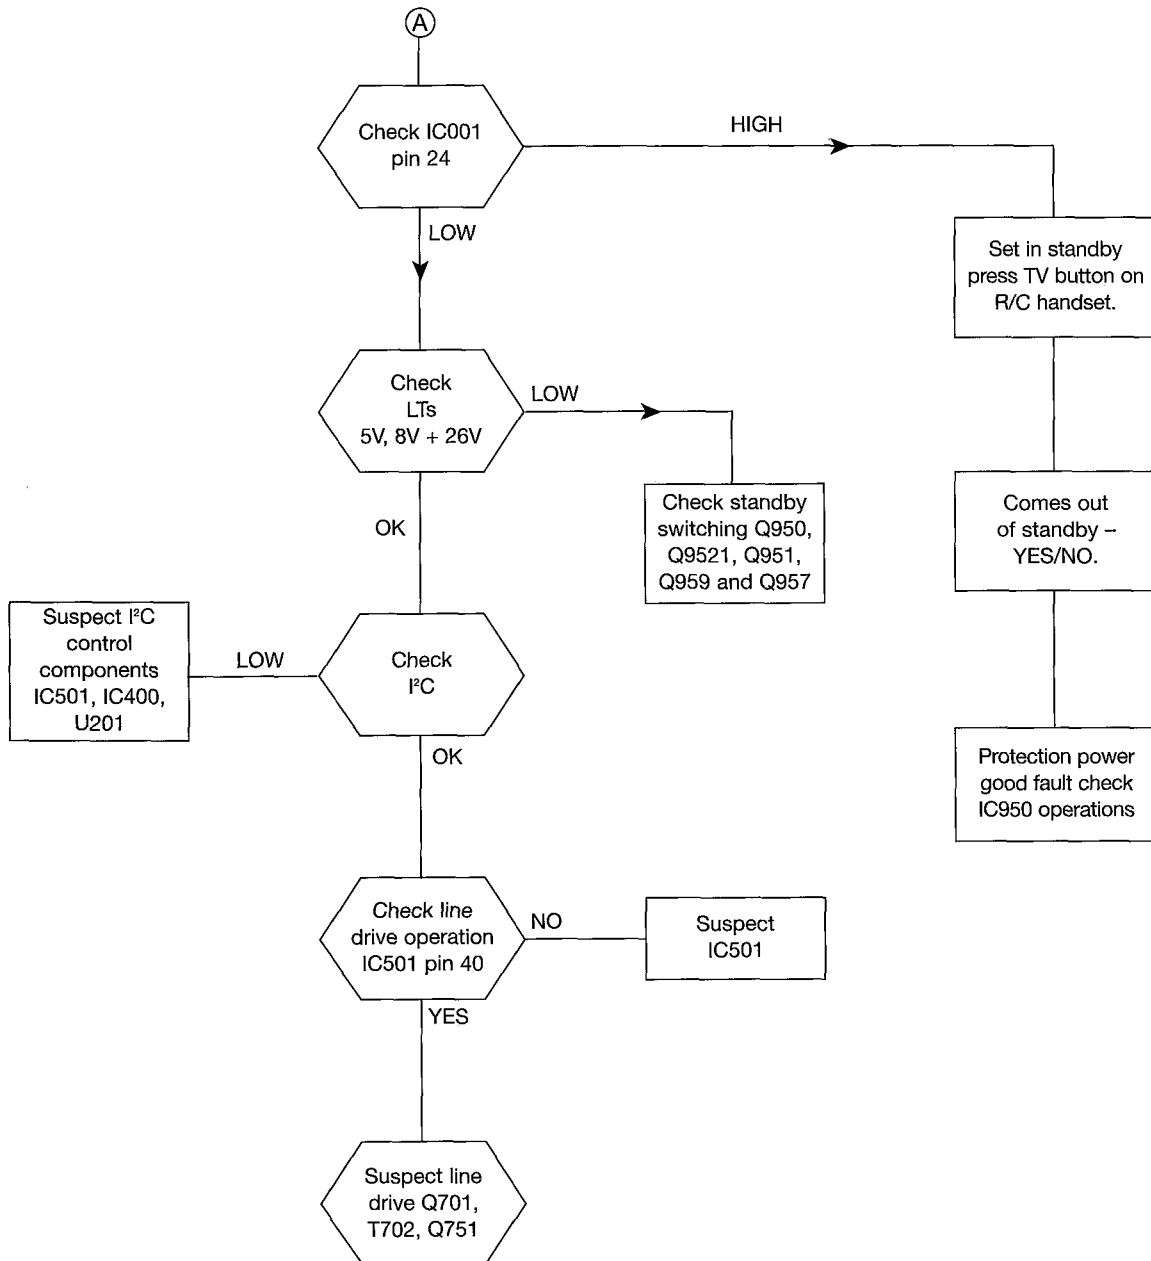 A
Check IC001
pin 24
HIGH
LOW
Set in standby
press TV button on
R/C handset.
Check
LTs
5V, 8V + 26V
LOW
OK
Check standby
switching Q950,
Q9521, Q951,
Q959 and Q957
Comes out
of standby –
YES/NO.
Suspect I²C
control
components
IC501, IC400,
U201
LOW
Check
I²C
OK
Protection power
good fault check
IC950 operations
Check line
drive operation
IC501 pin 40
NO
Suspect
IC501
YES
Suspect line
drive Q701,
T702, Q751